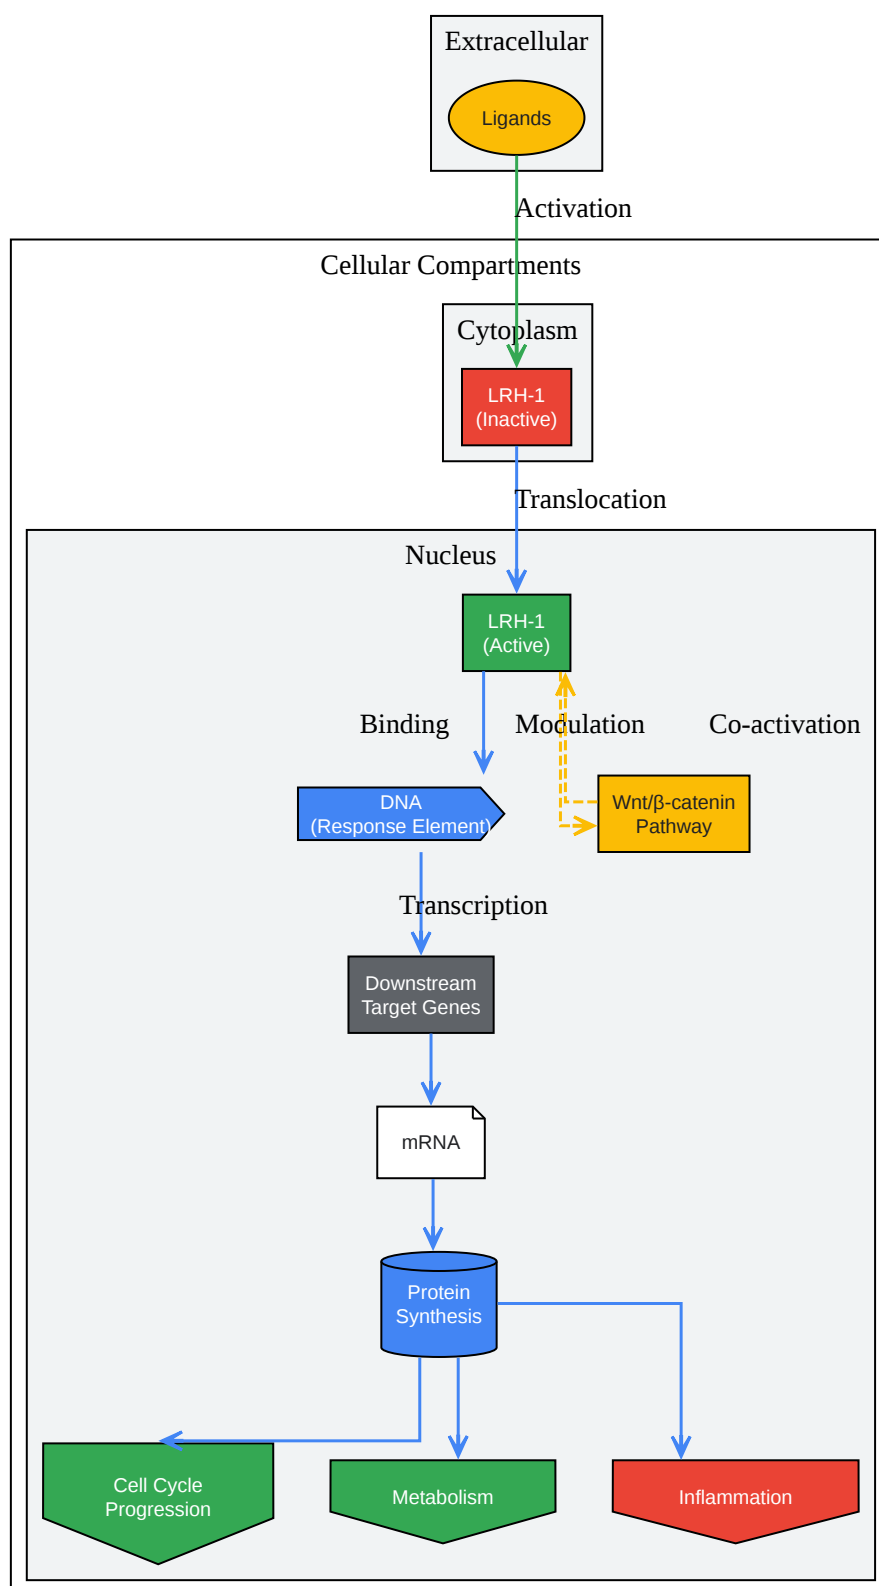 Extracellular
Ligands
Activation
Cellular Compartments
Cytoplasm
LRH-1
(Inactive)
Translocation
Nucleus
LRH-1
(Active)
Binding
Modulation
Co-activation
DNA
(Response Element)
Wnt/β-catenin
Pathway
Transcription
Downstream
Target Genes
mRNA
Protein
Synthesis
Cell Cycle
Progression
Metabolism
Inflammation